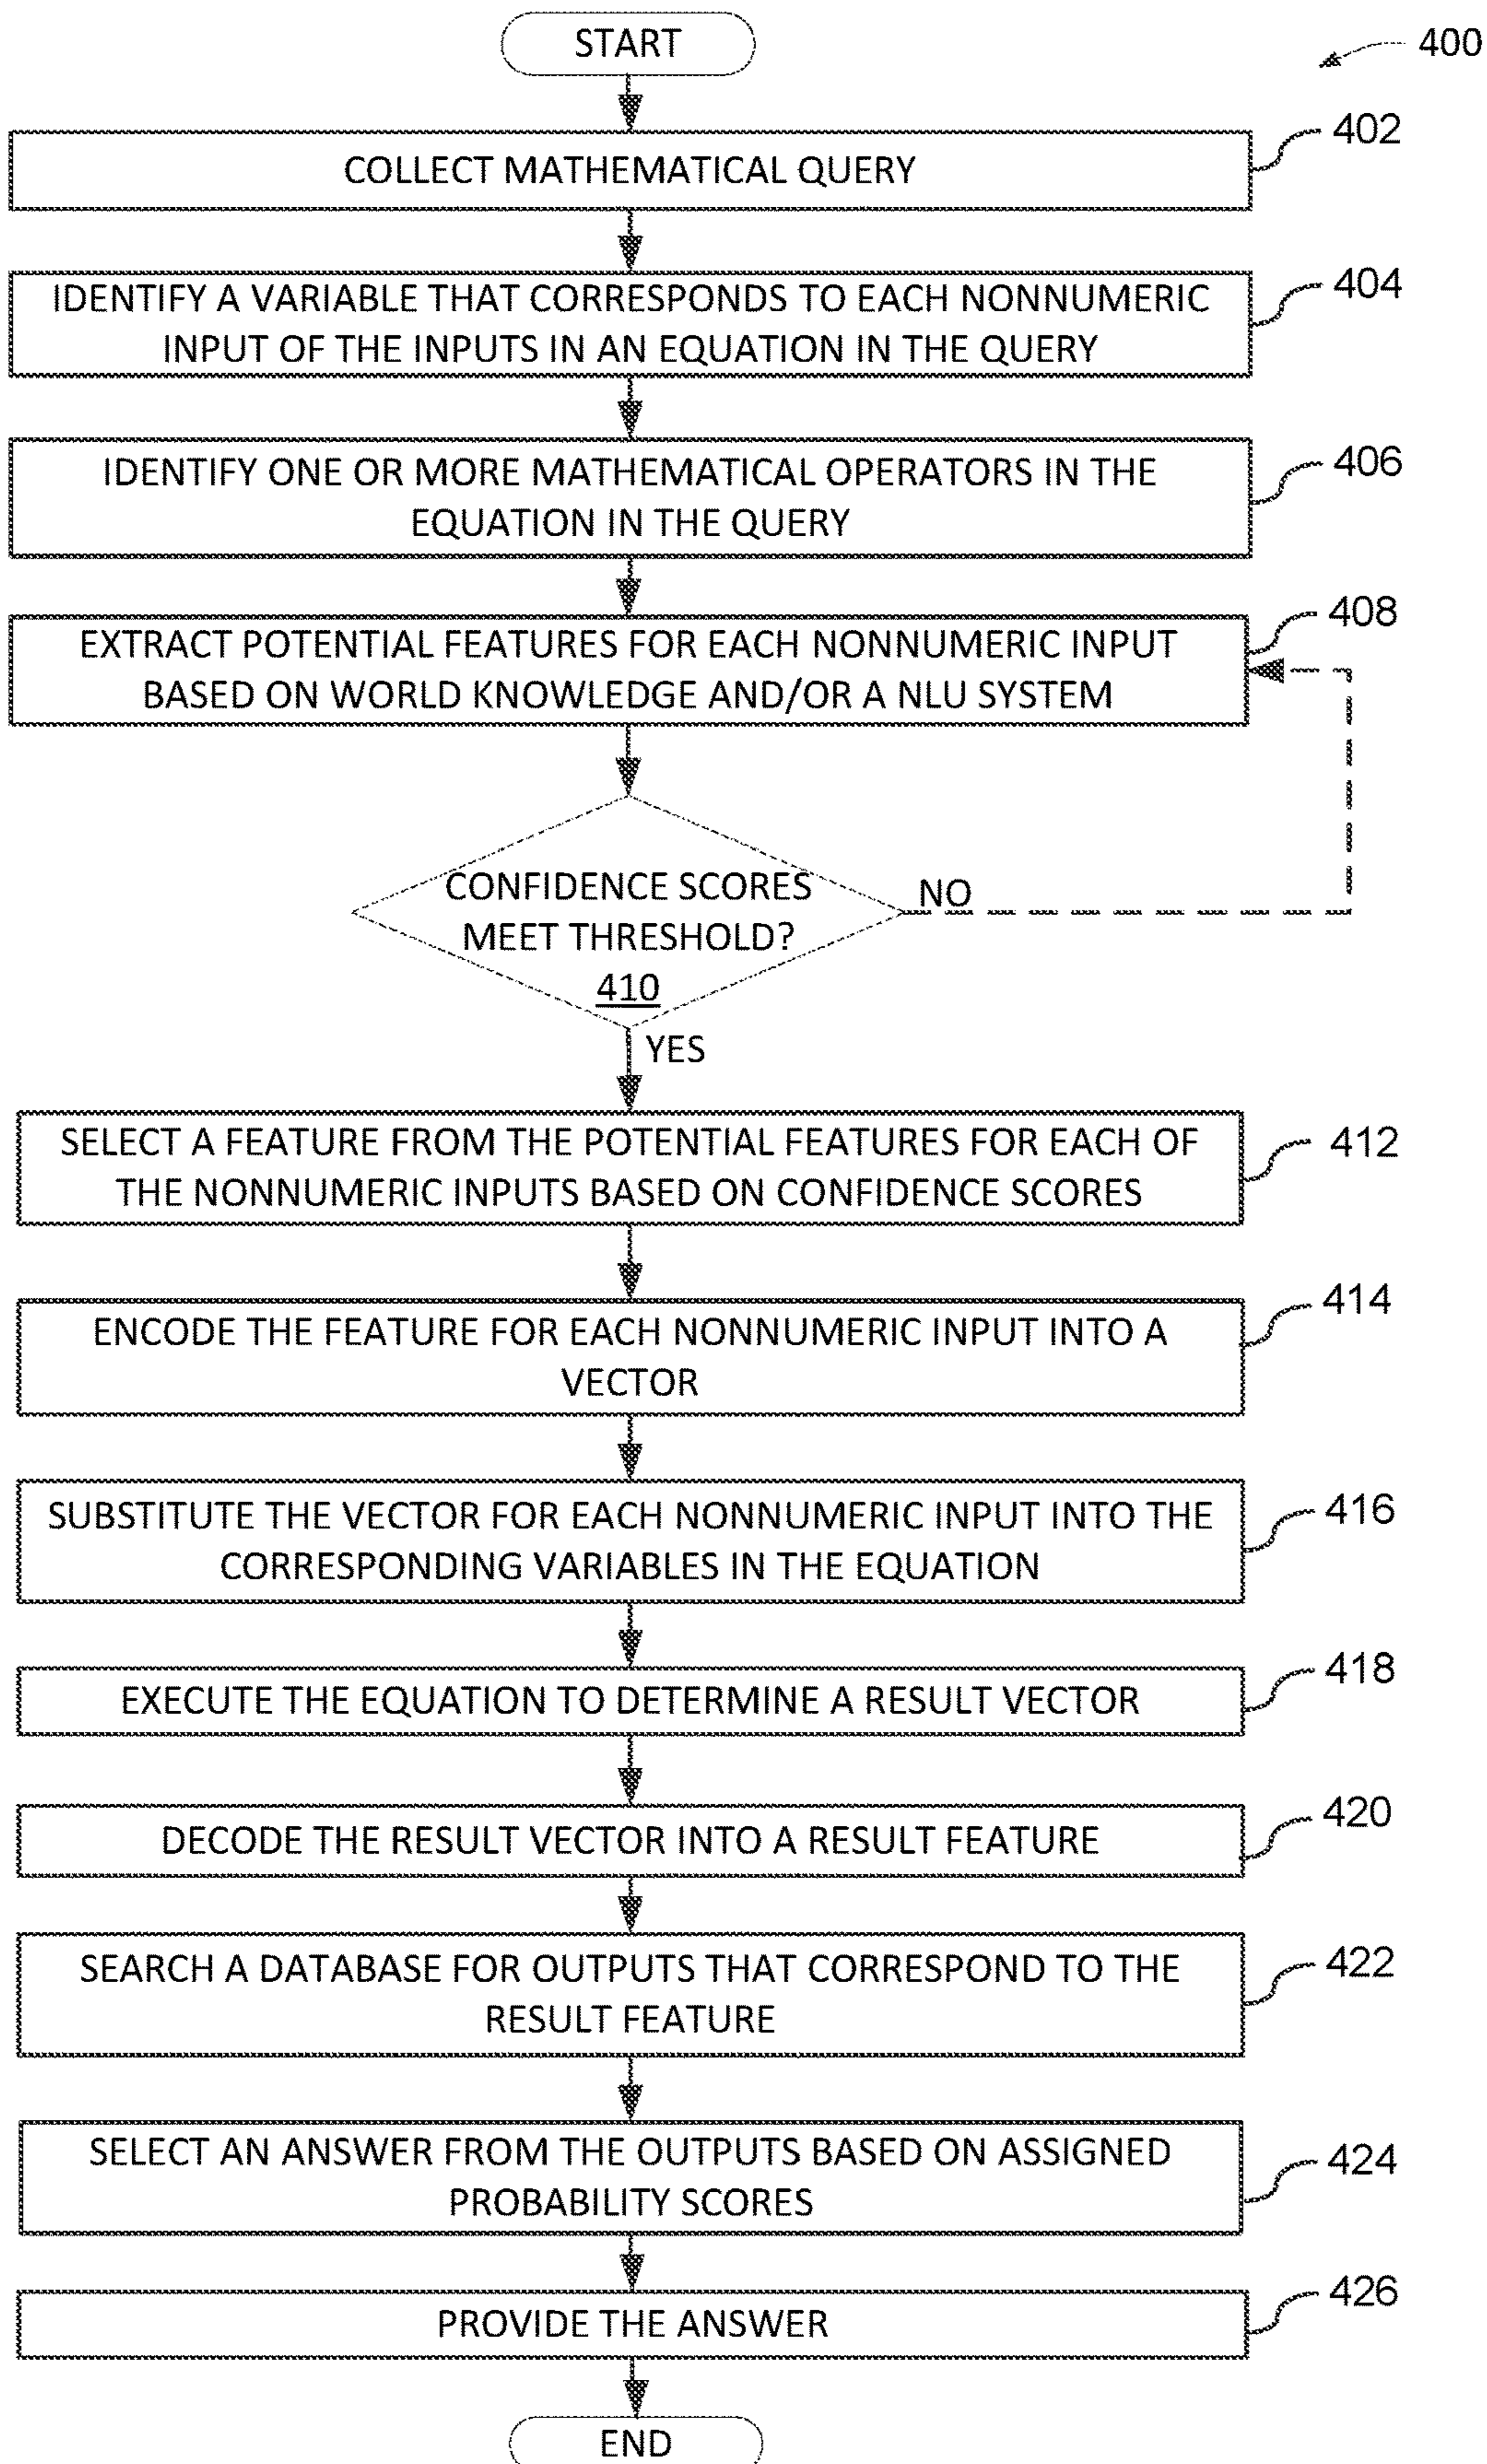 START
400
402
COLLECT MATHEMATICAL QUERY
404
IDENTIFY A VARIABLE THAT CORRESPONDS TO EACH NONNUMERIC
INPUT OF THE INPUTS IN AN EQUATION IN THE QUERY
406
IDENTIFY ONE OR MORE MATHEMATICAL OPERATORS IN THE
EQUATION IN THE QUERY
408
EXTRACT POTENTIAL FEATURES FOR EACH NONNUMERIC INPUT
BASED ON WORLD KNOWLEDGE AND/OR A NLU SYSTEM
CONFIDENCE SCORES
MEET THRESHOLD?
410
NO
YES
412
SELECT A FEATURE FROM THE POTENTIAL FEATURES FOR EACH OF
THE NONNUMERIC INPUTS BASED ON CONFIDENCE SCORES
414
ENCODE THE FEATURE FOR EACH NONNUMERIC INPUT INTO A
VECTOR
416
SUBSTITUTE THE VECTOR FOR EACH NONNUMERIC INPUT INTO THE
CORRESPONDING VARIABLES IN THE EQUATION
418
EXECUTE THE EQUATION TO DETERMINE A RESULT VECTOR
420
DECODE THE RESULT VECTOR INTO A RESULT FEATURE
422
SEARCH A DATABASE FOR OUTPUTS THAT CORRESPOND TO THE
RESULT FEATURE
424
SELECT AN ANSWER FROM THE OUTPUTS BASED ON ASSIGNED
PROBABILITY SCORES
426
PROVIDE THE ANSWER
END